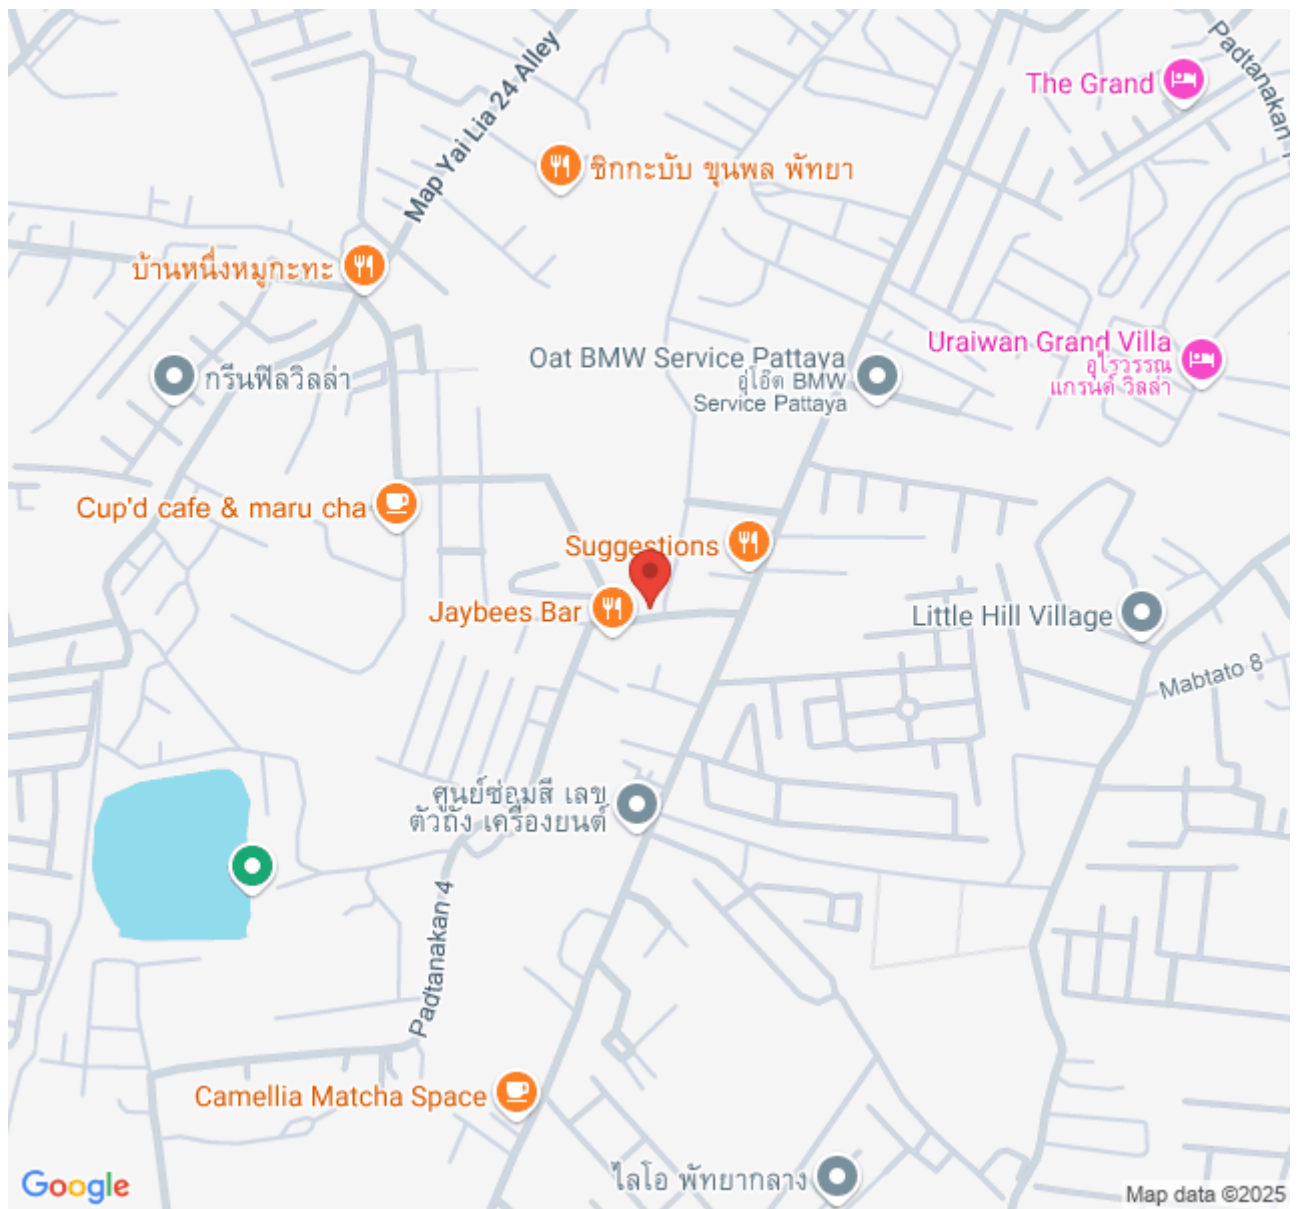 Padtanakan 1
Map Yai Lia 24 Alley
The Grand
ชิกกะบับ ขุนพล พัทยา
บ้านหนึ่งหมูกะทะ
Uraiwan Grand Villa
อุไรวรรณ
แกรนด์ วิลล่า
Oat BMW Service Pattaya
อู่โอ๊ต BMW
Service Pattaya
กรีนฟิลวิลล่า
Cup'd cafe & maru cha
Suggestions
Jaybees Bar
Little Hill Village
Mabtato 8
ศูนย์ซ่อมสี เลข
ตัวถัง เครื่องยนต์
Padtanakan 4
Camellia Matcha Space
ไลโอ พัทยากลาง
Google
Map data ©2025